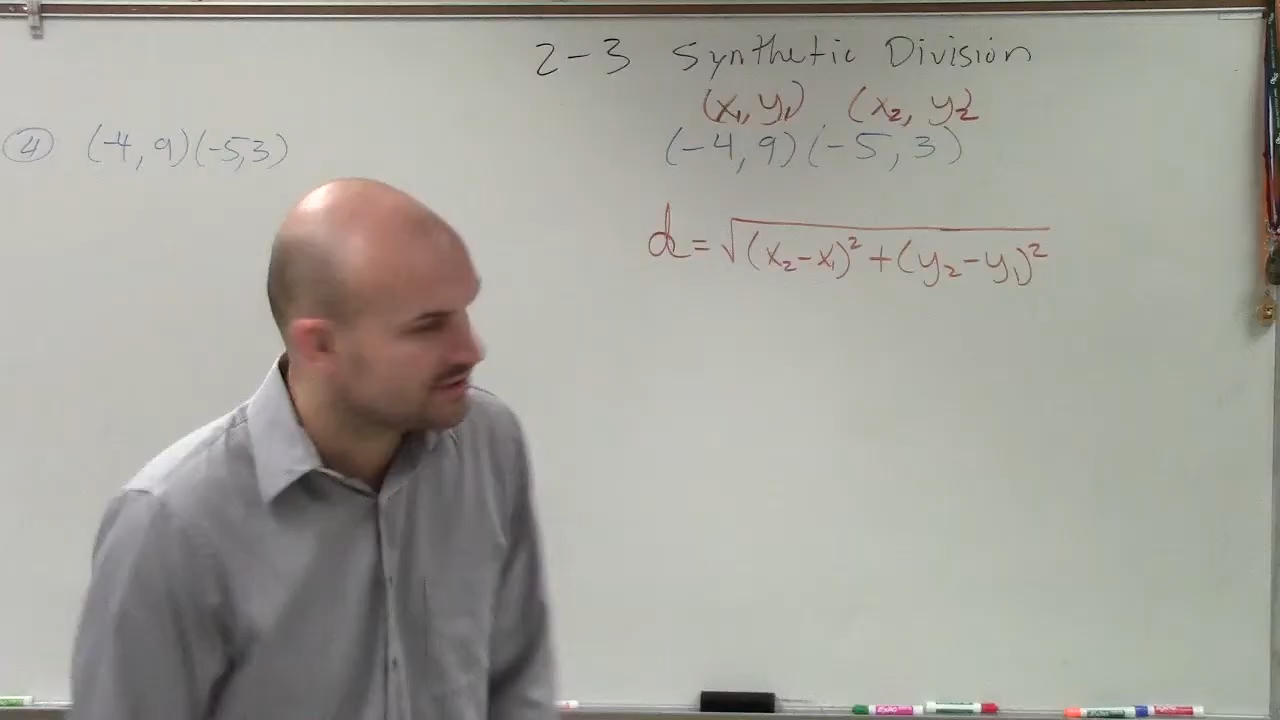 2-3 Synthetic Division
(x₁, y₁) (x₂, y₂
④ (-4, 9)(-5,3)
(-4, 9)(-5, 3)
d=√(x₂-x₁)²+(y₂-y₁)²